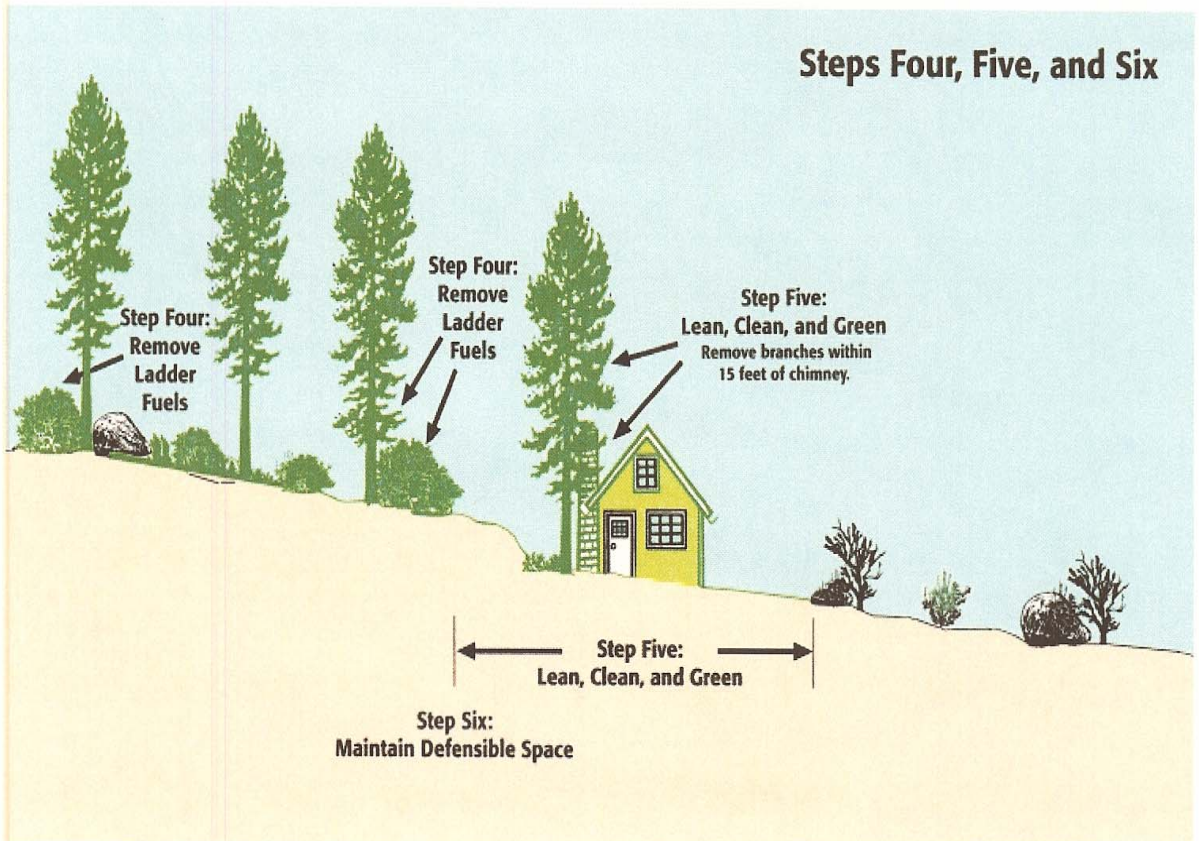 Steps Four, Five, and Six
Step Four:
Remove
Ladder
Fuels
Step Four:
Remove
Ladder
Fuels
Step Five:
Lean, Clean, and Green
Remove branches within
15 feet of chimney.
Step Five:
Lean, Clean, and Green
Step Six:
Maintain Defensible Space